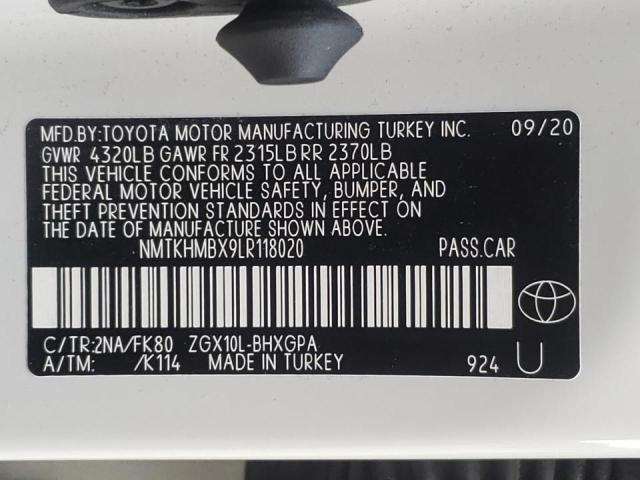 MFD.BY:TOYOTA MOTOR MANUFACTURING TURKEY INC. 09/20
GVWR 4320LB GAWR FR 2315LB RR 2370LB
THIS VEHICLE CONFORMS TO ALL APPLICABLE
FEDERAL MOTOR VEHICLE SAFETY, BUMPER, AND
THEFT PREVENTION STANDARDS IN EFFECT ON
THE DATE OF MANUFACTURE SHOWN ABOVE.
NMTKHMBX9LR118020 PASS.CAR
C/TR:2NA/FK80 ZGX10L-BHXGPA
A/TM: /K114 MADE IN TURKEY 924 U